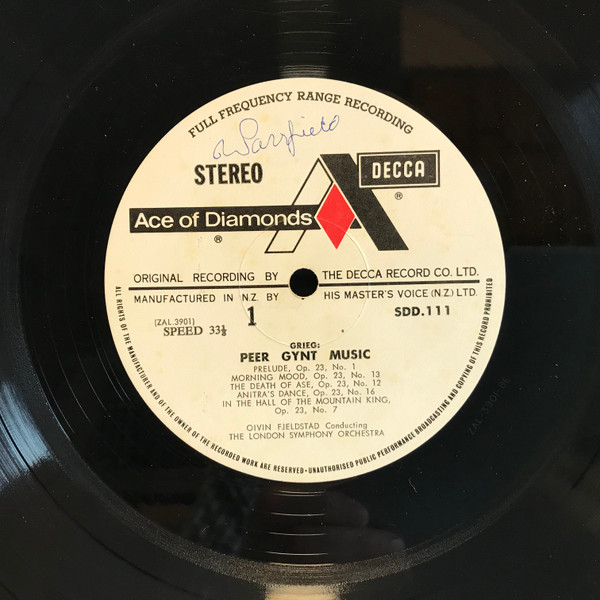 FULL FREQUENCY RANGE RECORDING
STEREO
DECCA
®
Ace of Diamonds
®
ORIGINAL RECORDING BY THE DECCA RECORD CO. LTD.
MANUFACTURED IN N.Z. BY HIS MASTER'S VOICE (N.Z.) LTD
[ZAL.3901]
SPEED 33⅓
1
SDD.111
GRIEG:
PEER GYNT MUSIC
PRELUDE, Op. 23, No. 1
MORNING MOOD, Op. 23, No. 13
THE DEATH OF ASE, Op. 23, No. 12
ANITRA'S DANCE, Op. 23, No. 16
IN THE HALL OF THE MOUNTAIN KING,
Op. 23, No. 7
OIVIN FJELDSTAD Conducting
THE LONDON SYMPHONY ORCHESTRA
ALL RIGHTS OF THE MANUFACTURER AND OF THE OWNER OF THE RECORDED WORK ARE RESERVED · UNAUTHORISED PUBLIC PERFORMANCE BROADCASTING AND COPYING OF THIS RECORD PROHIBITED